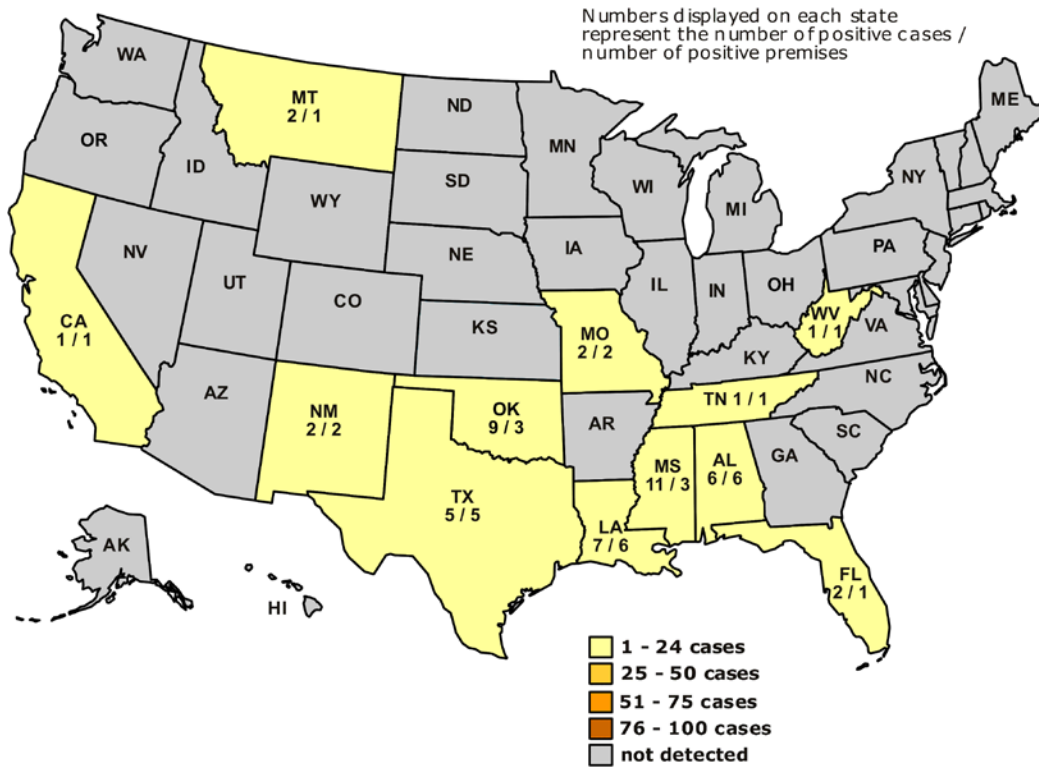 Numbers displayed on each state
represent the number of positive cases /
number of positive premises
WA
MT
2 / 1
ND
MN
ME
OR
ID
SD
WI
NY
WY
MI
IA
PA
NE
NV
UT
IL
IN
OH
CO
WV
1 / 1
CA
1 / 1
KS
MO
2 / 2
VA
KY
AZ
NM
2 / 2
OK
9 / 3
TN 1 / 1
NC
AR
SC
MS
11 / 3
AL
6 / 6
GA
TX
5 / 5
LA
7 / 6
AK
FL
2 / 1
HI
1 - 24 cases
25 - 50 cases
51 - 75 cases
76 - 100 cases
not detected